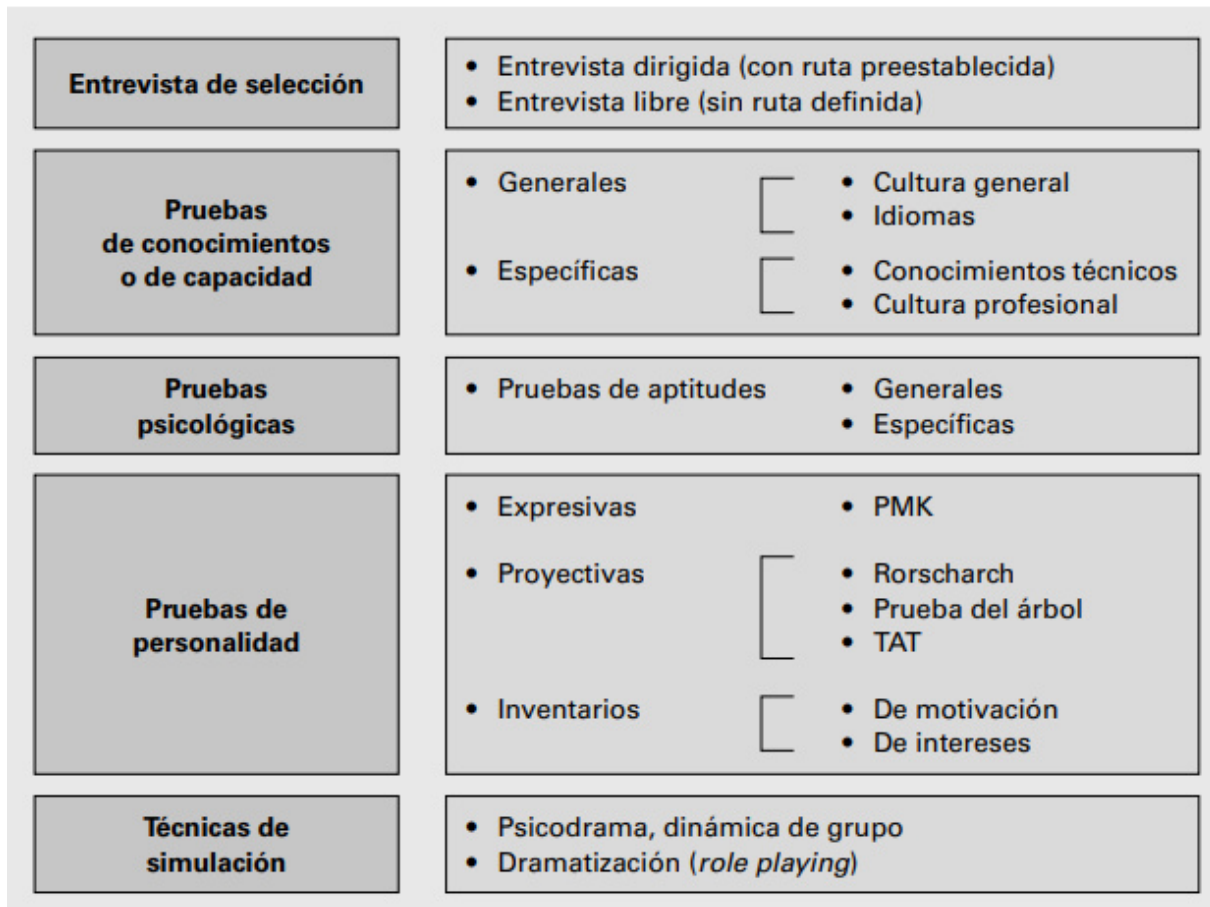 Entrevista de selección
• Entrevista dirigida (con ruta preestablecida)
• Entrevista libre (sin ruta definida)
Pruebas
de conocimientos
o de capacidad
• Generales
• Cultura general
• Idiomas
• Específicas
• Conocimientos técnicos
• Cultura profesional
Pruebas
psicológicas
• Pruebas de aptitudes
• Generales
• Específicas
Pruebas de
personalidad
• Expresivas
• PMK
• Proyectivas
• Rorscharch
• Prueba del árbol
• TAT
• Inventarios
• De motivación
• De intereses
Técnicas de
simulación
• Psicodrama, dinámica de grupo
• Dramatización (role playing)